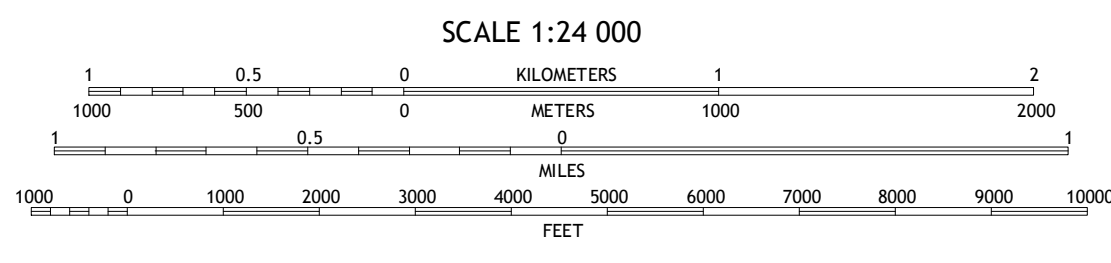 SCALE 1:24 000
1 0.5 0 KILOMETERS 1 2
1000 500 0 METERS 1000 2000
1 0.5 0 1
MILES
1000 0 1000 2000 3000 4000 5000 6000 7000 8000 9000 10000
FEET